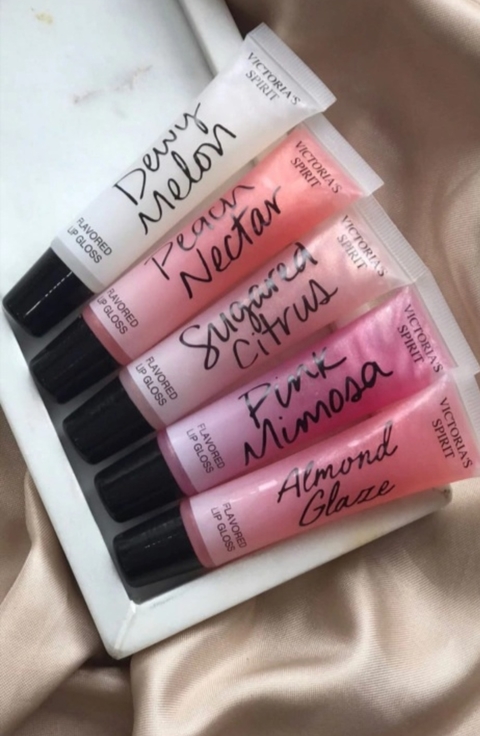 VICTORIA'S
SPIRIT
Dewy
Melon
FLAVORED
LIP GLOSS
VICTORIA'S
SPIRIT
Peach
Nectar
FLAVORED
LIP GLOSS
VICTORIA'S
SPIRIT
Sugared
Citrus
FLAVORED
LIP GLOSS
VICTORIA'S
SPIRIT
Pink
Mimosa
FLAVORED
LIP GLOSS
VICTORIA'S
SPIRIT
Almond
Glaze
FLAVORED
LIP GLOSS